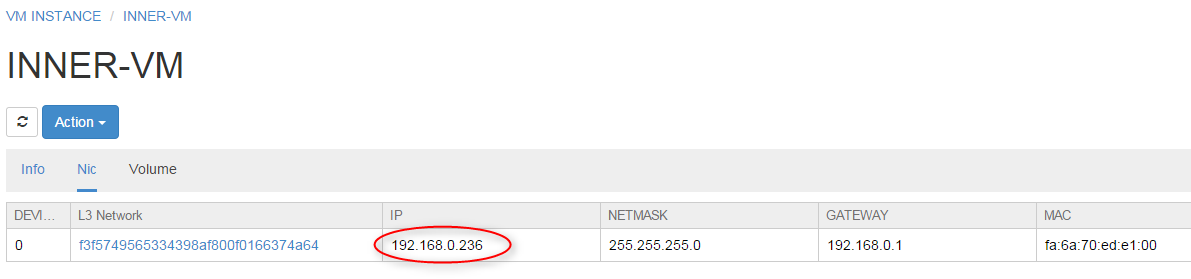 VM INSTANCE / INNER-VM
INNER-VM
Action
Info Nic Volume
DEVI... L3 Network IP NETMASK GATEWAY MAC
0 f3f5749565334398af800f0166374a64 192.168.0.236 255.255.255.0 192.168.0.1 fa:6a:70:ed:e1:00